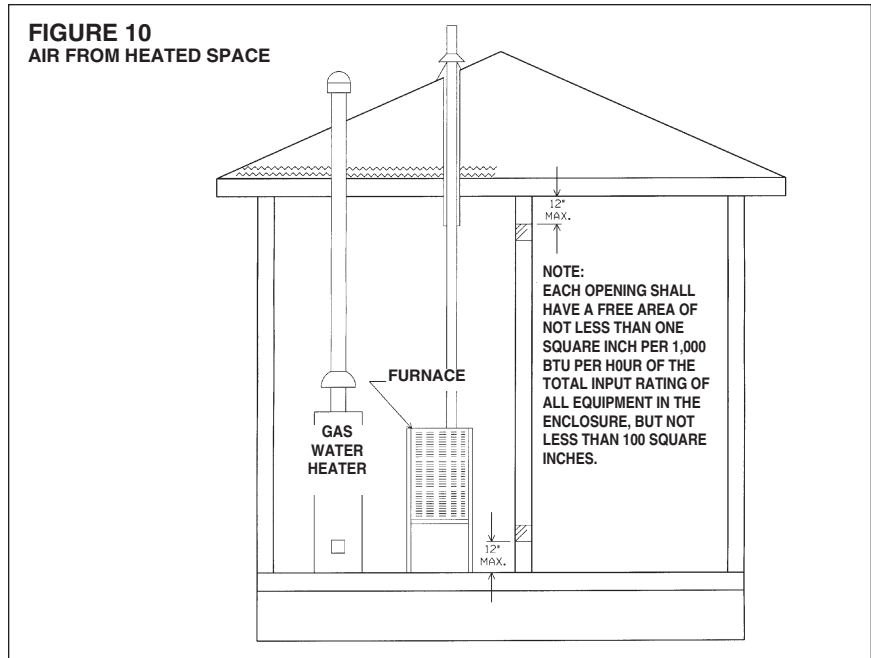 FIGURE 10
AIR FROM HEATED SPACE
12"
MAX.
NOTE:
EACH OPENING SHALL
HAVE A FREE AREA OF
NOT LESS THAN ONE
SQUARE INCH PER 1,000
BTU PER H0UR OF THE
TOTAL INPUT RATING OF
ALL EQUIPMENT IN THE
ENCLOSURE, BUT NOT
LESS THAN 100 SQUARE
INCHES.
FURNACE
GAS
WATER
HEATER
12"
MAX.